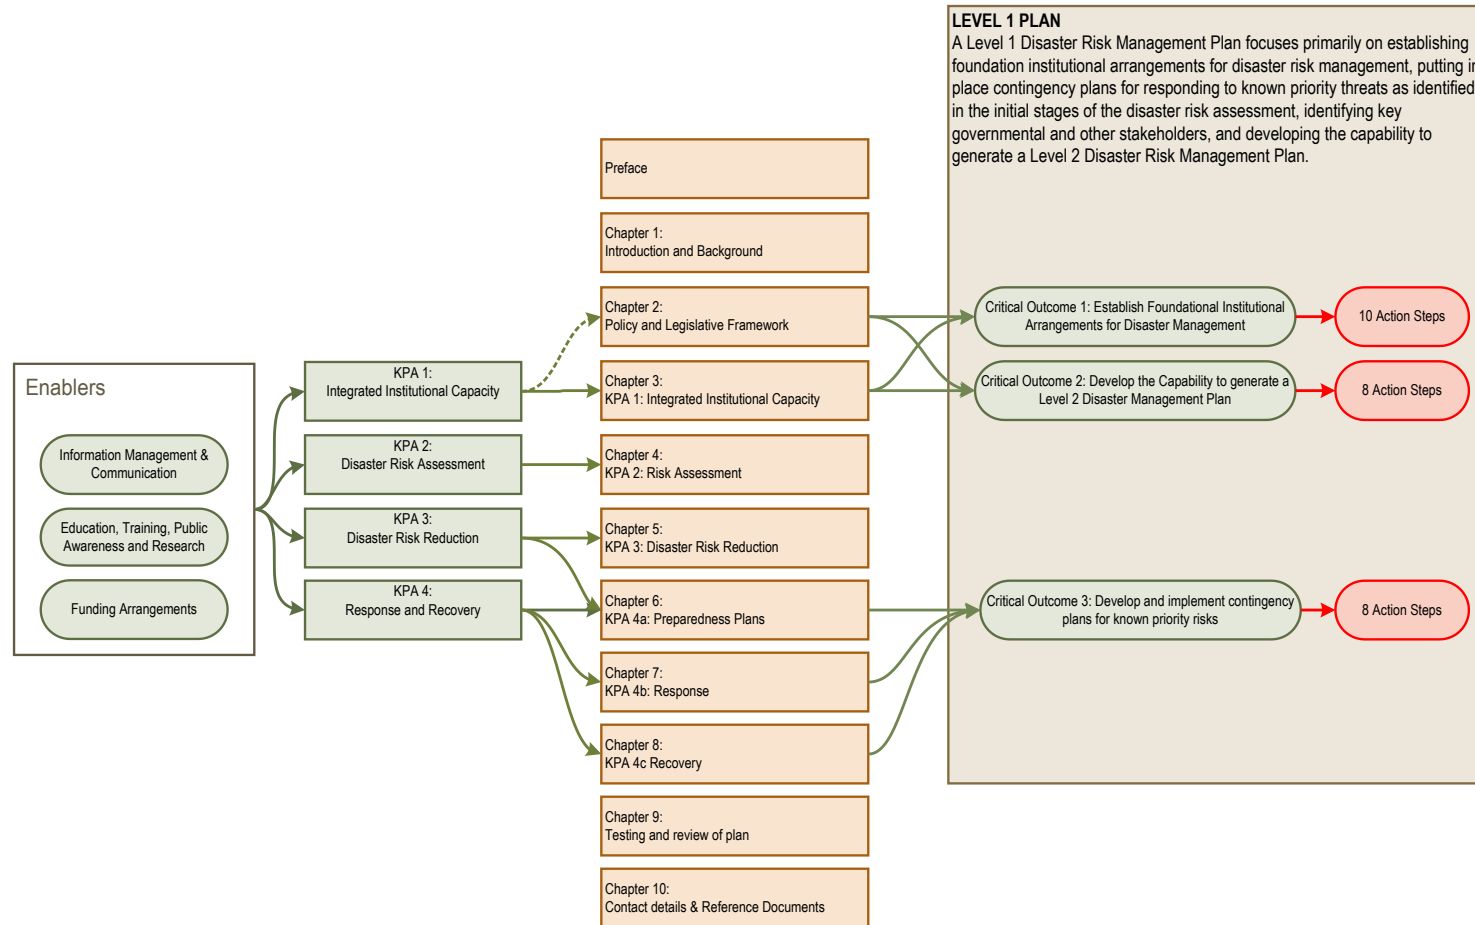 LEVEL 1 PLAN
A Level 1 Disaster Risk Management Plan focuses primarily on establishing
foundation institutional arrangements for disaster risk management, putting in
place contingency plans for responding to known priority threats as identified
in the initial stages of the disaster risk assessment, identifying key
governmental and other stakeholders, and developing the capability to
generate a Level 2 Disaster Risk Management Plan.
Enablers
Information Management &
Communication
Education, Training, Public
Awareness and Research
Funding Arrangements
KPA 1:
Integrated Institutional Capacity
KPA 2:
Disaster Risk Assessment
KPA 3:
Disaster Risk Reduction
KPA 4:
Response and Recovery
Preface
Chapter 1:
Introduction and Background
Chapter 2:
Policy and Legislative Framework
Chapter 3:
KPA 1: Integrated Institutional Capacity
Chapter 4:
KPA 2: Risk Assessment
Chapter 5:
KPA 3: Disaster Risk Reduction
Chapter 6:
KPA 4a: Preparedness Plans
Chapter 7:
KPA 4b: Response
Chapter 8:
KPA 4c Recovery
Chapter 9:
Testing and review of plan
Chapter 10:
Contact details & Reference Documents
Critical Outcome 1: Establish Foundational Institutional
Arrangements for Disaster Management
10 Action Steps
Critical Outcome 2: Develop the Capability to generate a
Level 2 Disaster Management Plan
8 Action Steps
Critical Outcome 3: Develop and implement contingency
plans for known priority risks
8 Action Steps